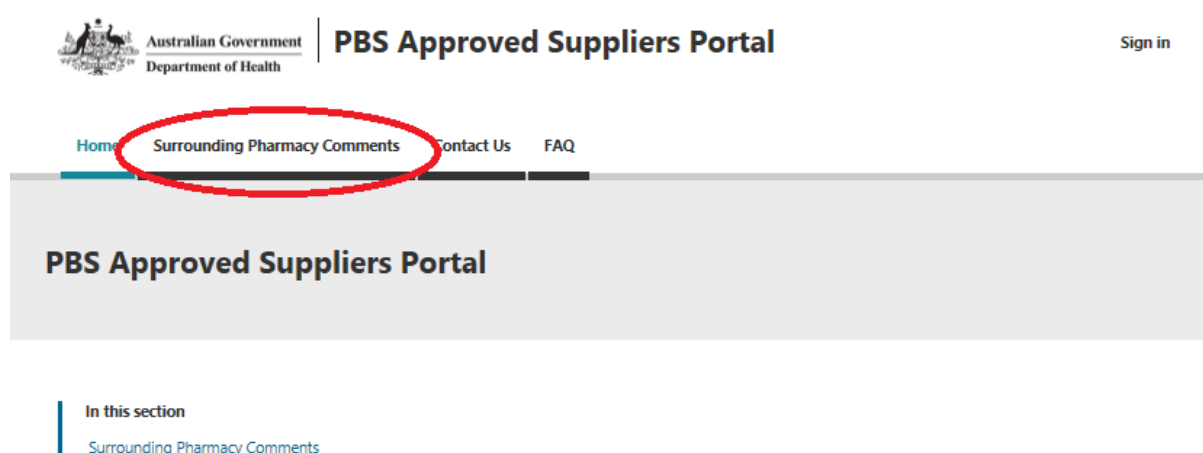 Australian Government
Department of Health
PBS Approved Suppliers Portal
Sign in
Home Surrounding Pharmacy Comments Contact Us FAQ
PBS Approved Suppliers Portal
In this section
Surrounding Pharmacy Comments